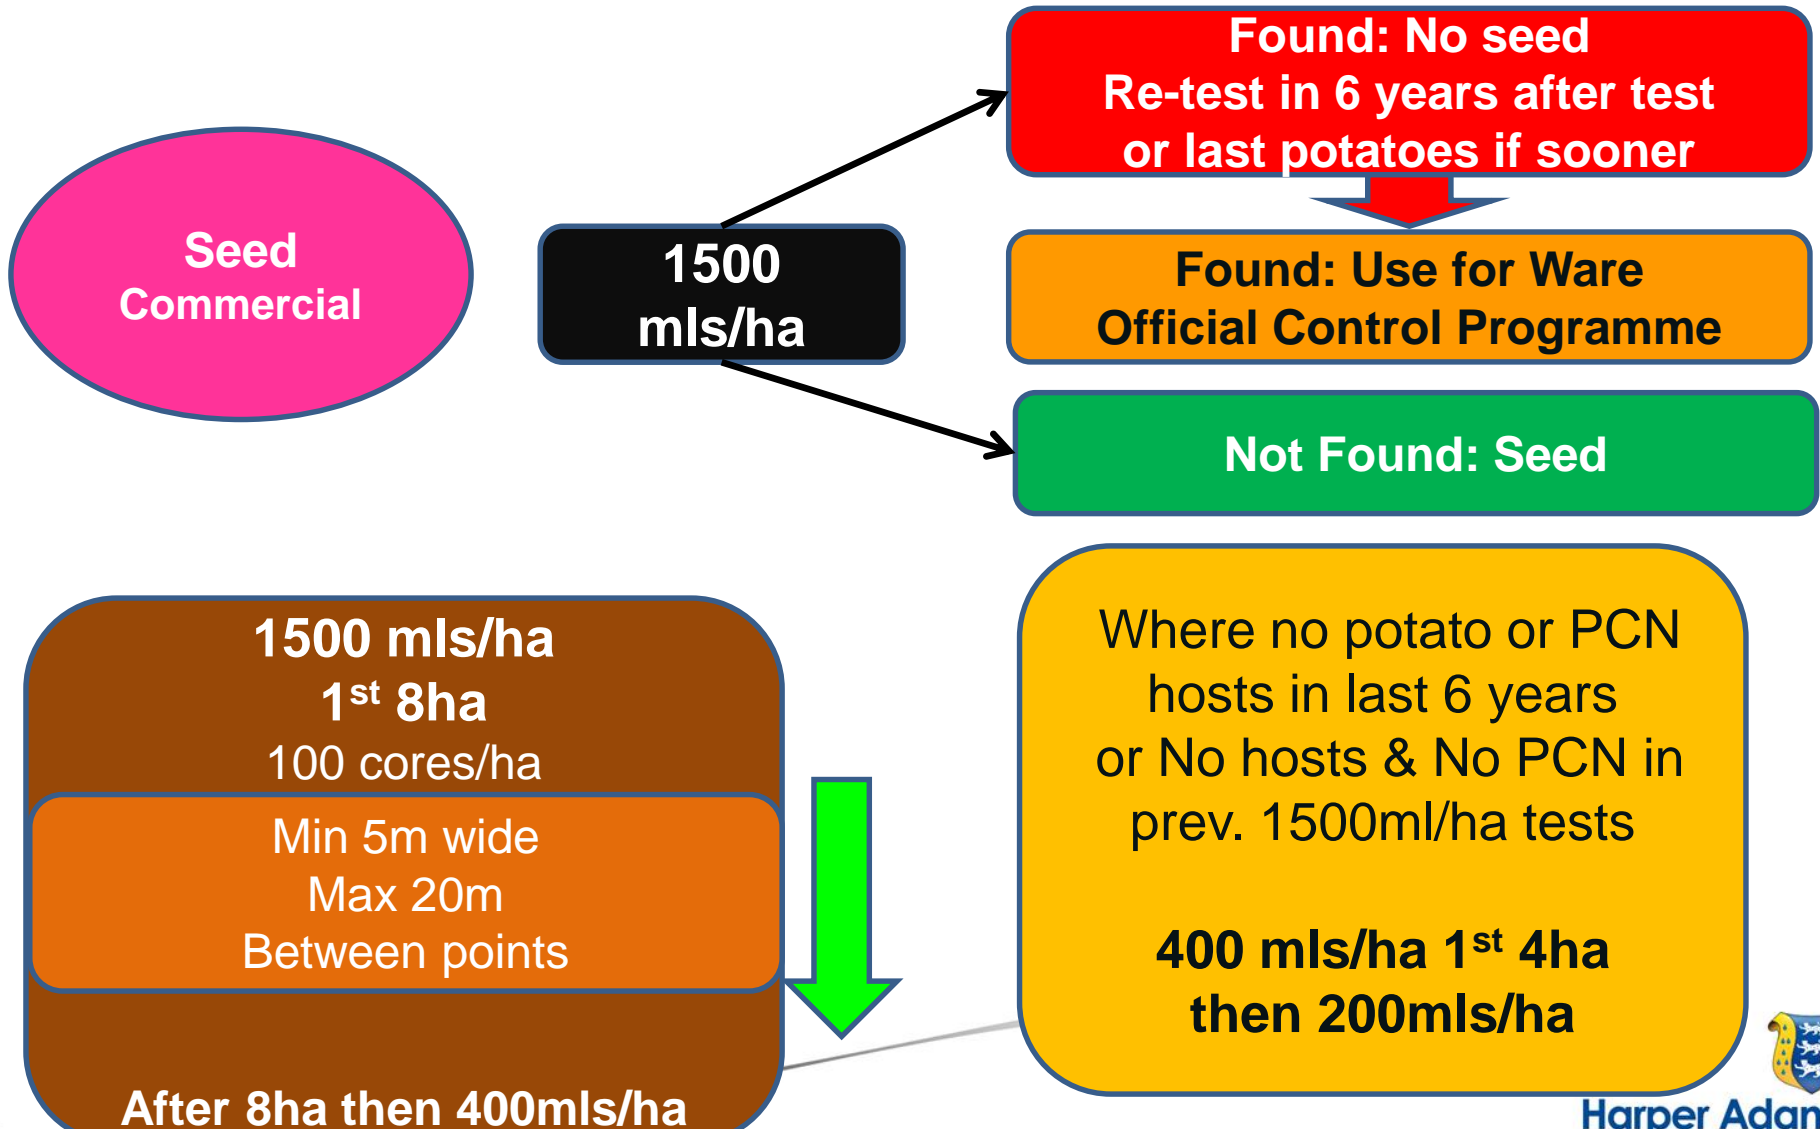 Found: No seed
Re-test in 6 years after test
or last potatoes if sooner
Seed
Commercial
1500
mls/ha
Found: Use for Ware
Official Control Programme
Not Found: Seed
1500 mls/ha
1st 8ha
100 cores/ha
Min 5m wide
Max 20m
Between points
After 8ha then 400mls/ha
Where no potato or PCN
hosts in last 6 years
or No hosts & No PCN in
prev. 1500ml/ha tests
400 mls/ha 1st 4ha
then 200mls/ha
Harper